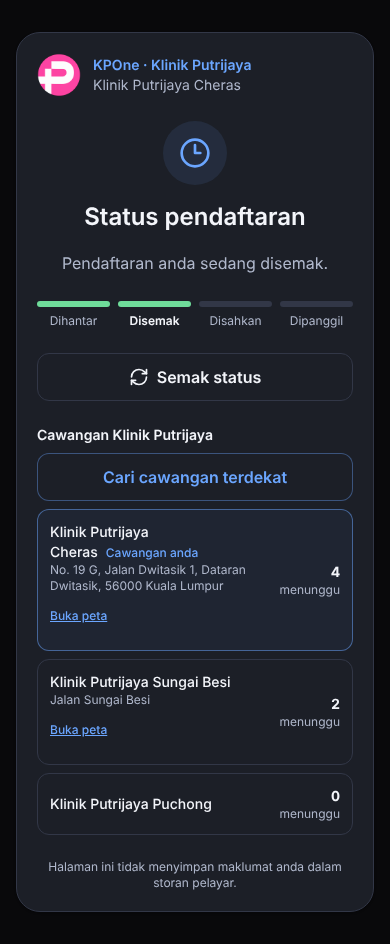 KPOne · Klinik Putrijaya
Klinik Putrijaya Cheras
Status pendaftaran
Pendaftaran anda sedang disemak.
Dihantar
Disemak
Disahkan
Dipanggil
Semak status
Cawangan Klinik Putrijaya
Cari cawangan terdekat
Klinik Putrijaya
Cheras Cawangan anda
No. 19 G, Jalan Dwitasik 1, Dataran
Dwitasik, 56000 Kuala Lumpur
Buka peta
4
menunggu
Klinik Putrijaya Sungai Besi
Jalan Sungai Besi
Buka peta
2
menunggu
Klinik Putrijaya Puchong
0
menunggu
Halaman ini tidak menyimpan maklumat anda dalam
storan pelayar.